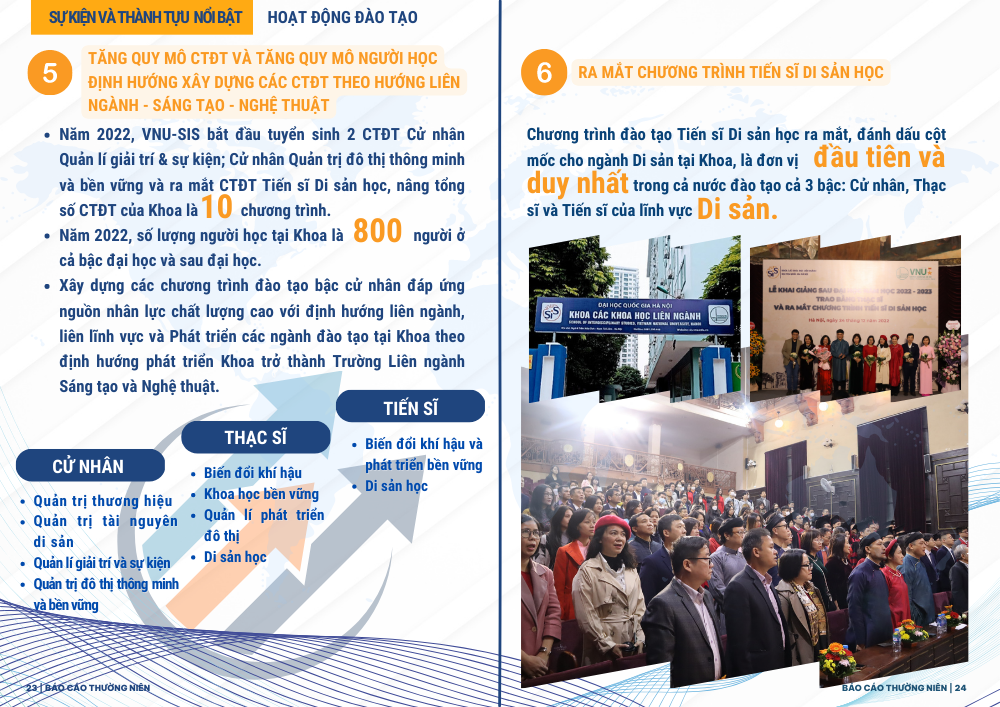 SỰ KIỆN VÀ THÀNH TỰU NỔI BẬT
HOẠT ĐỘNG ĐÀO TẠO
5
TĂNG QUY MÔ CTĐT VÀ TĂNG QUY MÔ NGƯỜI HỌC
ĐỊNH HƯỚNG XÂY DỰNG CÁC CTĐT THEO HƯỚNG LIÊN
NGÀNH - SÁNG TẠO - NGHỆ THUẬT
• Năm 2022, VNU-SIS bắt đầu tuyển sinh 2 CTĐT Cử nhân
Quản lí giải trí & sự kiện; Cử nhân Quản trị đô thị thông minh
và bền vững và ra mắt CTĐT Tiến sĩ Di sản học, nâng tổng
số CTĐT của Khoa là 10 chương trình.
• Năm 2022, số lượng người học tại Khoa là 800 người ở
cả bậc đại học và sau đại học.
• Xây dựng các chương trình đào tạo bậc cử nhân đáp ứng
nguồn nhân lực chất lượng cao với định hướng liên ngành,
liên lĩnh vực và Phát triển các ngành đào tạo tại Khoa theo
định hướng phát triển Khoa trở thành Trường Liên ngành
Sáng tạo và Nghệ thuật.
CỬ NHÂN
• Quản trị thương hiệu
• Quản trị tài nguyên
di sản
• Quản lí giải trí và sự kiện
• Quản trị đô thị thông minh
và bền vững
THẠC SĨ
• Biến đổi khí hậu
• Khoa học bền vững
• Quản lí phát triển
đô thị
• Di sản học
TIẾN SĨ
• Biến đổi khí hậu và
phát triển bền vững
• Di sản học
23 | BÁO CÁO THƯỜNG NIÊN
6
RA MẮT CHƯƠNG TRÌNH TIẾN SĨ DI SẢN HỌC
Chương trình đào tạo Tiến sĩ Di sản học ra mắt, đánh dấu cột
mốc cho ngành Di sản tại Khoa, là đơn vị đầu tiên và
duy nhất trong cả nước đào tạo cả 3 bậc: Cử nhân, Thạc
sĩ và Tiến sĩ của lĩnh vực Di sản.
SIS
ĐẠI HỌC QUỐC GIA HÀ NỘI
KHOA CÁC KHOA HỌC LIÊN NGÀNH
SCHOOL OF INTERDISCIPLINARY STUDIES, VIETNAM NATIONAL UNIVERSITY, HANOI
VNU
LỄ KHAI GIẢNG SAU ĐẠI HỌC NĂM HỌC 2022 - 2023
TRAO BẰNG THẠC SĨ
VÀ RA MẮT CHƯƠNG TRÌNH TIẾN SĨ DI SẢN HỌC
BÁO CÁO THƯỜNG NIÊN | 24